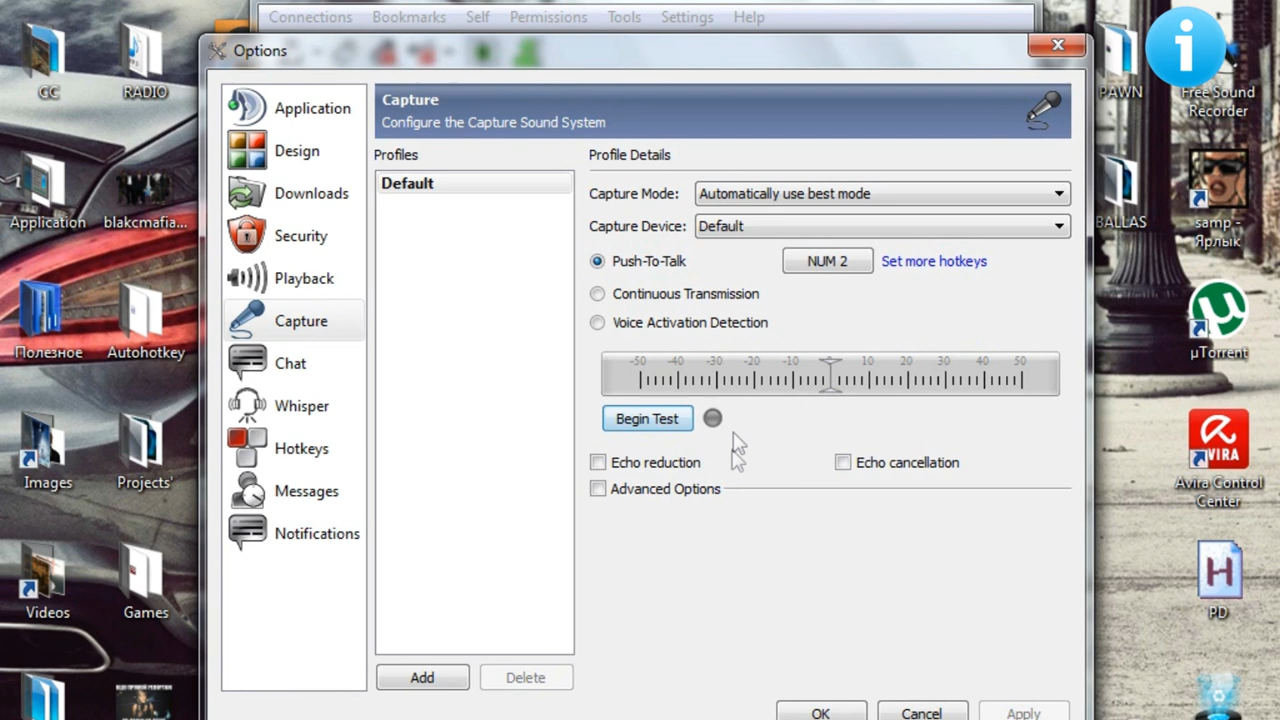 Connections Bookmarks Self Permissions Tools Settings Help
Options
Application
Design
Downloads
Security
Playback
Capture
Chat
Whisper
Hotkeys
Messages
Notifications
Capture
Configure the Capture Sound System
Profiles
Default
Add
Delete
Profile Details
Capture Mode: Automatically use best mode
Capture Device: Default
Push-To-Talk NUM 2 Set more hotkeys
Continuous Transmission
Voice Activation Detection
-50 -40 -30 -20 -10 10 20 30 40 50
Begin Test
Echo reduction Echo cancellation
Advanced Options
OK Cancel Apply
GC
RADIO
Application
blakcmafia...
Полезное
Autohotkey
Images
Projects'
Videos
Games
PAWN
Free Sound
Recorder
BALLAS
samp -
Ярлык
µTorrent
AVIRA
Avira Control
Center
H
PD